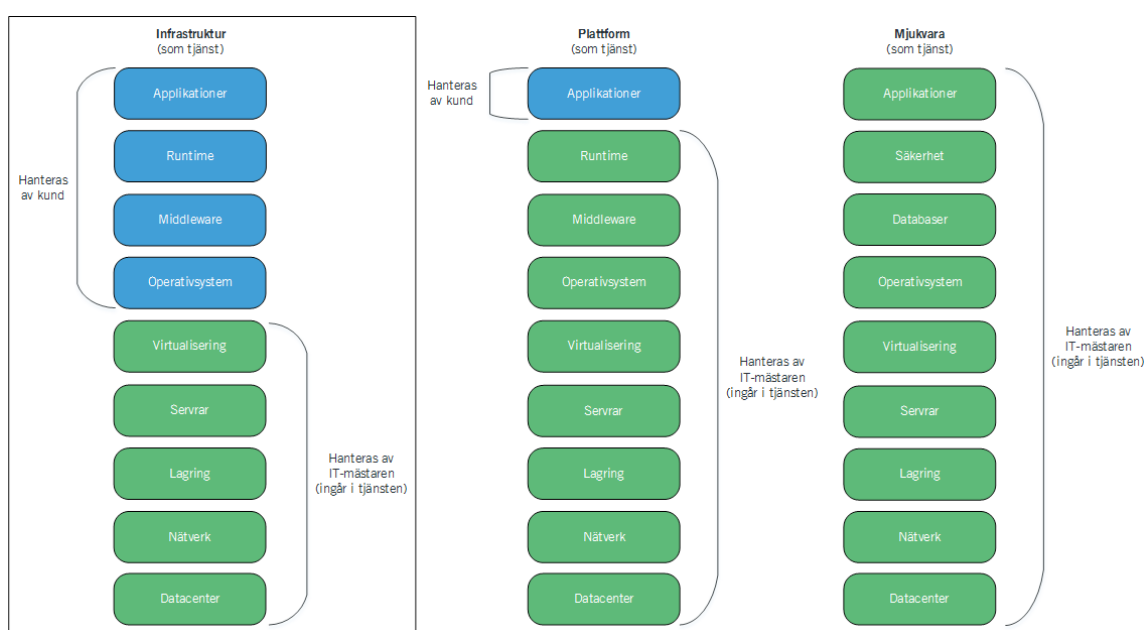 Infrastruktur
(som tjänst)
Applikationer
Runtime
Middleware
Operativsystem
Hanteras
av kund
Virtualisering
Servrar
Lagring
Nätverk
Datacenter
Hanteras av
IT-mästaren
(ingår i tjänsten)
Plattform
(som tjänst)
Hanteras
av kund
Applikationer
Runtime
Middleware
Operativsystem
Virtualisering
Servrar
Lagring
Nätverk
Datacenter
Hanteras av
IT-mästaren
(ingår i tjänsten)
Mjukvara
(som tjänst)
Applikationer
Säkerhet
Databaser
Operativsystem
Virtualisering
Servrar
Lagring
Nätverk
Datacenter
Hanteras av
IT-mästaren
(ingår i tjänsten)